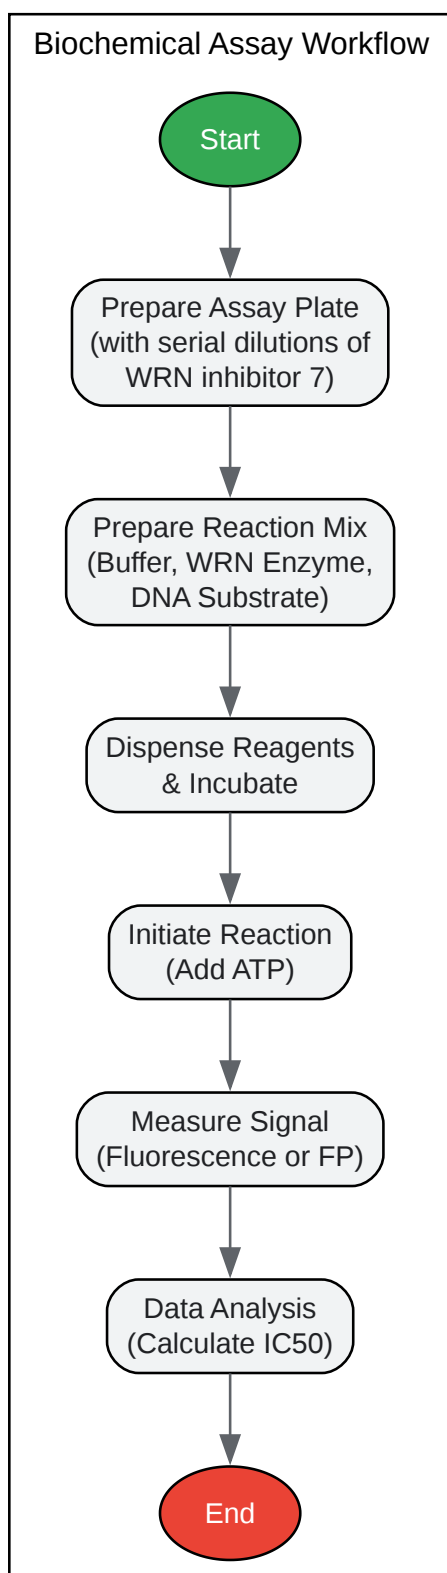 Biochemical Assay Workflow
Start
Prepare Assay Plate
(with serial dilutions of
WRN inhibitor 7)
Prepare Reaction Mix
(Buffer, WRN Enzyme,
DNA Substrate)
Dispense Reagents
& Incubate
Initiate Reaction
(Add ATP)
Measure Signal
(Fluorescence or FP)
Data Analysis
(Calculate IC50)
End